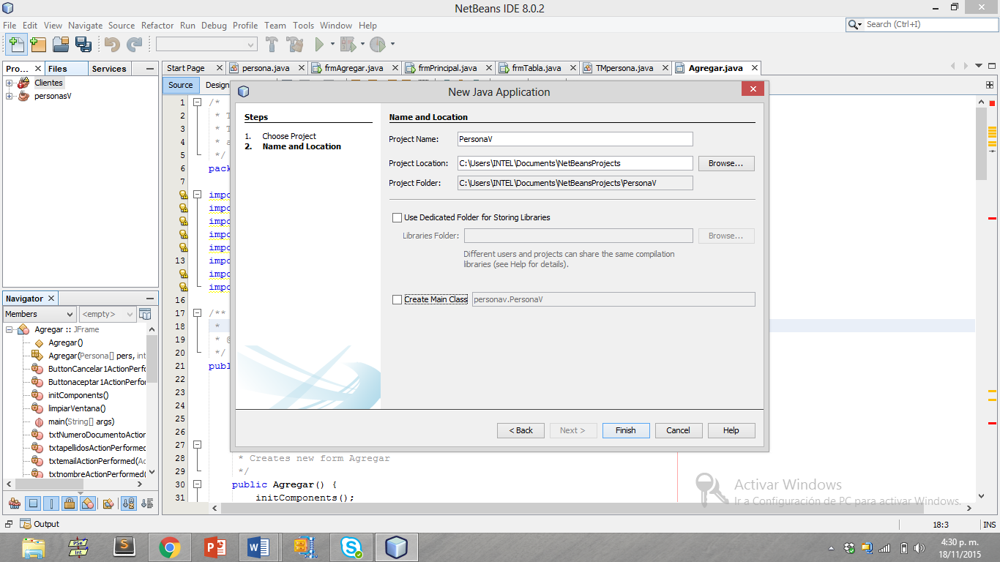 NetBeans IDE 8.0.2
File Edit View Navigate Source Refactor Run Debug Profile Team Tools Window Help
Search (Ctrl+I)
Pro... Files Services
Start Page persona.java frmAgregar.java frmPrincipal.java frmTabla.java TMpersona.java Agregar.java
Clientes
personasV
Source Design
New Java Application
Steps
1. Choose Project
2. Name and Location
Name and Location
Project Name: PersonaV
Project Location: C:\Users\INTEL\Documents\NetBeansProjects Browse...
Project Folder: C:\Users\INTEL\Documents\NetBeansProjects\PersonaV
Use Dedicated Folder for Storing Libraries
Libraries Folder: Browse...
Different users and projects can share the same compilation
libraries (see Help for details).
Create Main Class personav.PersonaV
< Back Next > Finish Cancel Help
1 /*
2 * T
3 * T
4 * a
5 */
6 pack
7
impo
impo
impo
impo
impo
13 impo
impo
impo
16
17 /**
18 *
19 * @
20 */
21 publ
22
23
24
25
26
27
28 * Creates new form Agregar
29 */
30 public Agregar() {
31 initComponents();
Navigator
Members <empty>
Agregar :: JFrame
Agregar()
Agregar(Persona[] pers, int
ButtonCancelar1ActionPerfo
Buttonaceptar1ActionPerfor
initComponents()
limpiarVentana()
main(String[] args)
txtNumeroDocumentoAction
txtapellidosActionPerformed
txtemailActionPerformed(Ac
txtnombreActionPerformed(
Activar Windows
Ir a Configuración de PC para activar Windows.
Output
18:3 INS
PSe
Int
4:30 p. m.
18/11/2015